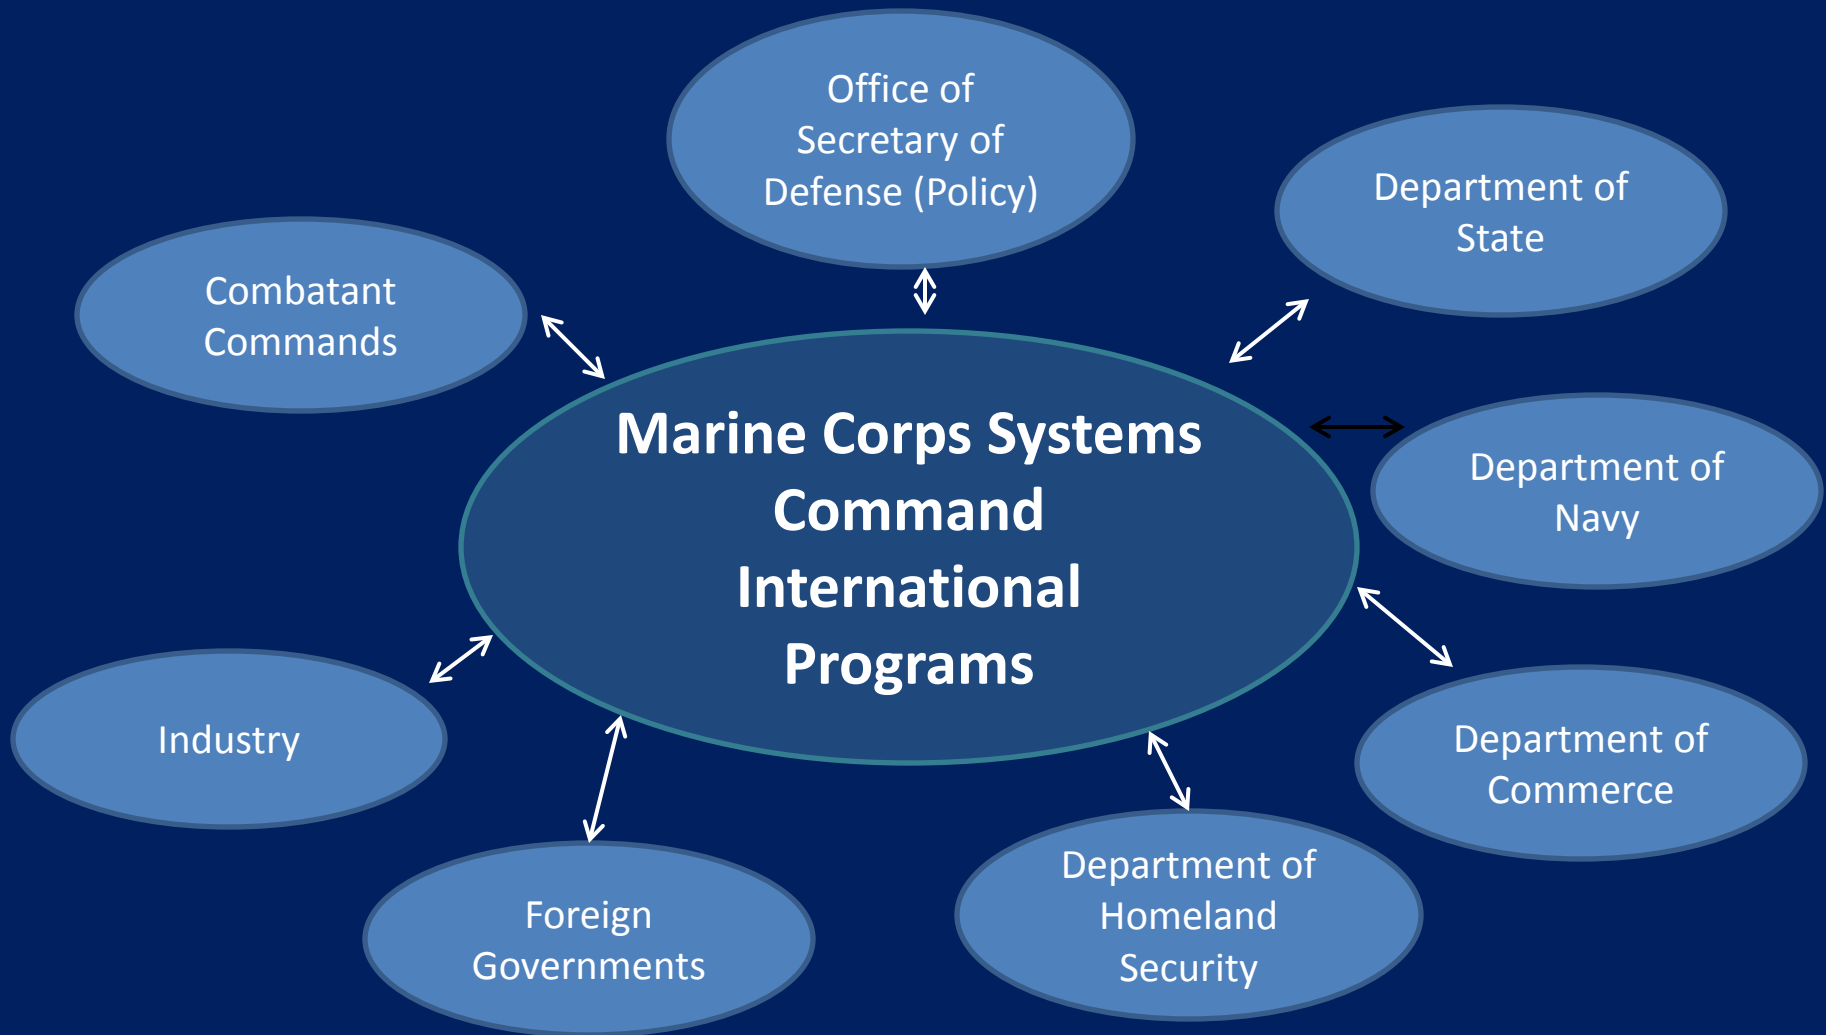 Office of
Secretary of
Defense (Policy)
Department of
State
Combatant
Commands
Marine Corps Systems
Command
International
Programs
Department of
Navy
Industry
Department of
Commerce
Foreign
Governments
Department of
Homeland
Security